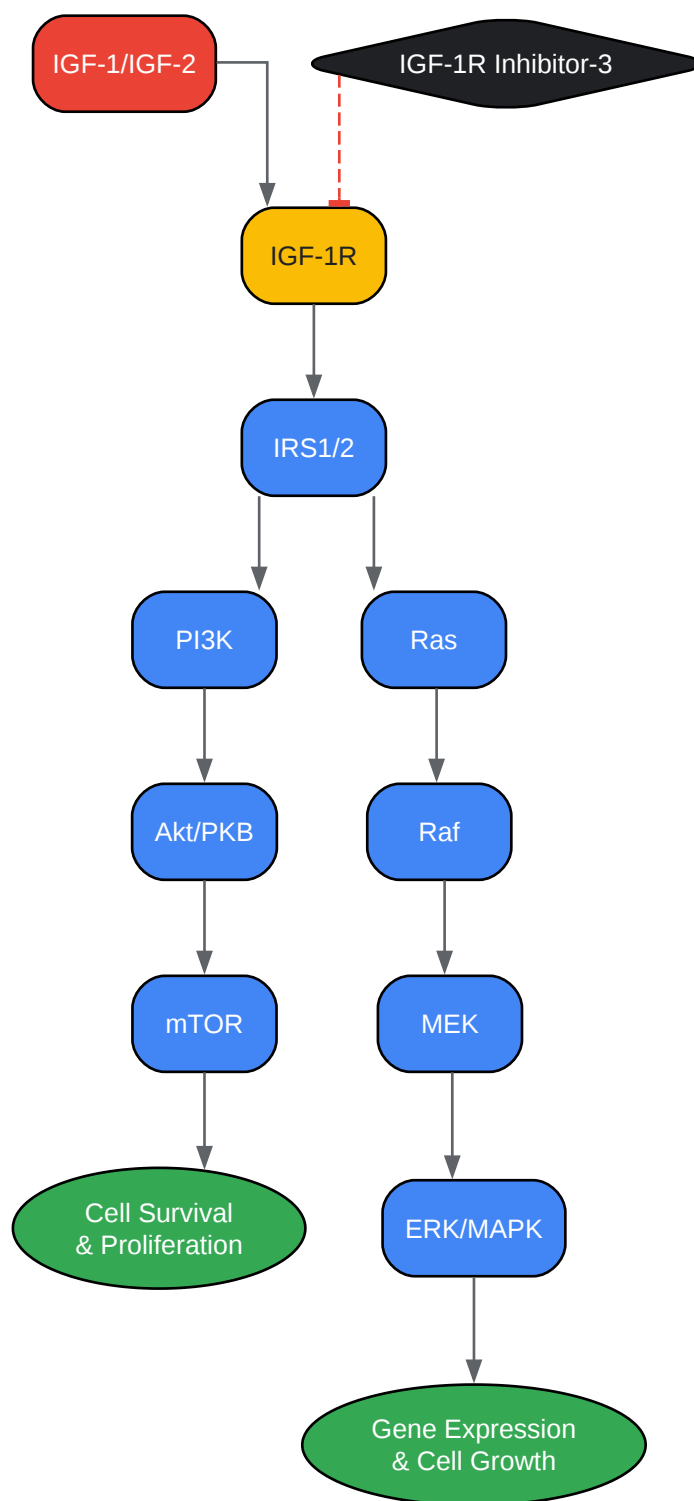 IGF-1/IGF-2
IGF-1R Inhibitor-3
IGF-1R
IRS1/2
PI3K
Ras
Akt/PKB
Raf
mTOR
MEK
Cell Survival
& Proliferation
ERK/MAPK
Gene Expression
& Cell Growth